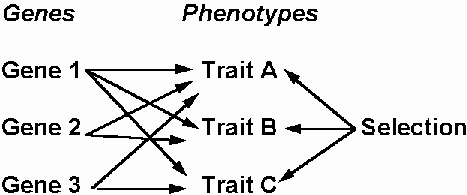 Genes Phenotypes
Gene 1 Trait A
Gene 2 Trait B Selection
Gene 3 Trait C